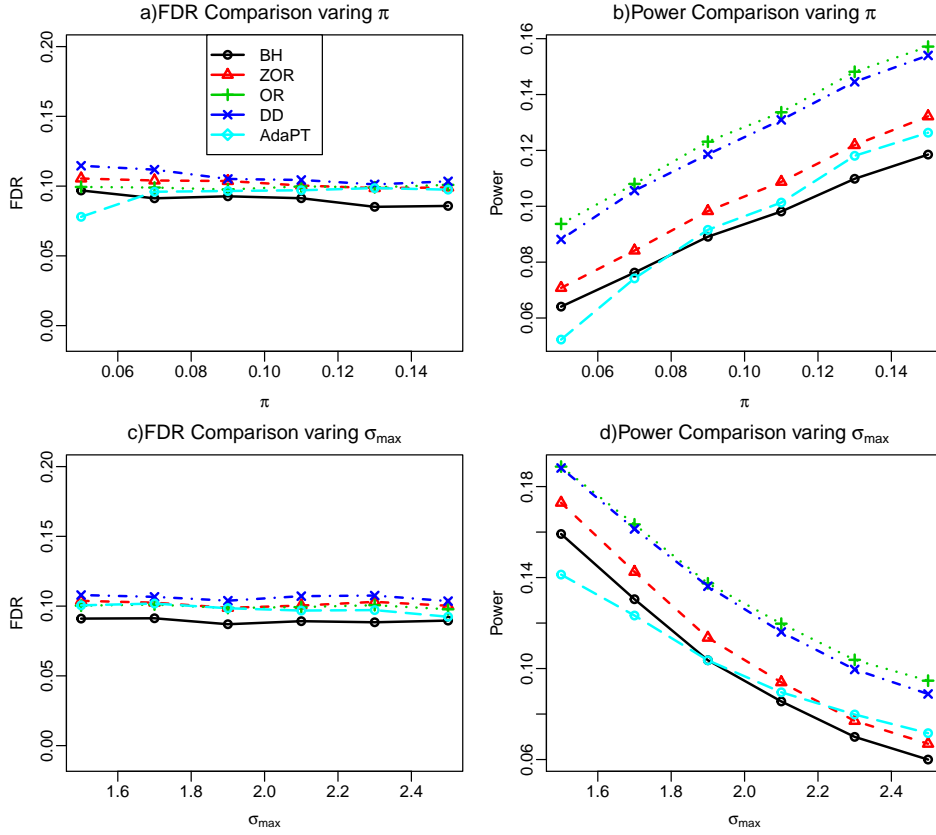 a)FDR Comparison varing π
FDR
0.00
0.05
0.10
0.15
0.20
BH
ZOR
OR
DD
AdaPT
0.06
0.08
0.10
0.12
0.14
π
b)Power Comparison varing π
Power
0.06
0.08
0.10
0.12
0.14
0.16
0.06
0.08
0.10
0.12
0.14
π
c)FDR Comparison varing σmax
FDR
0.00
0.05
0.10
0.15
0.20
1.6
1.8
2.0
2.2
2.4
σmax
d)Power Comparison varing σmax
Power
0.06
0.10
0.14
0.18
1.6
1.8
2.0
2.2
2.4
σmax